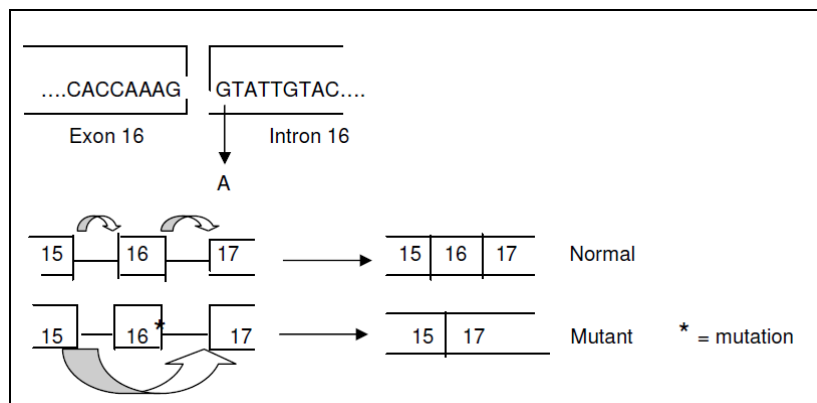 ....CACCAAAG GTATTGTAC....
Exon 16 Intron 16
A
15 16 17 15 16 17 Normal
15 16* 17 15 17 Mutant * = mutation